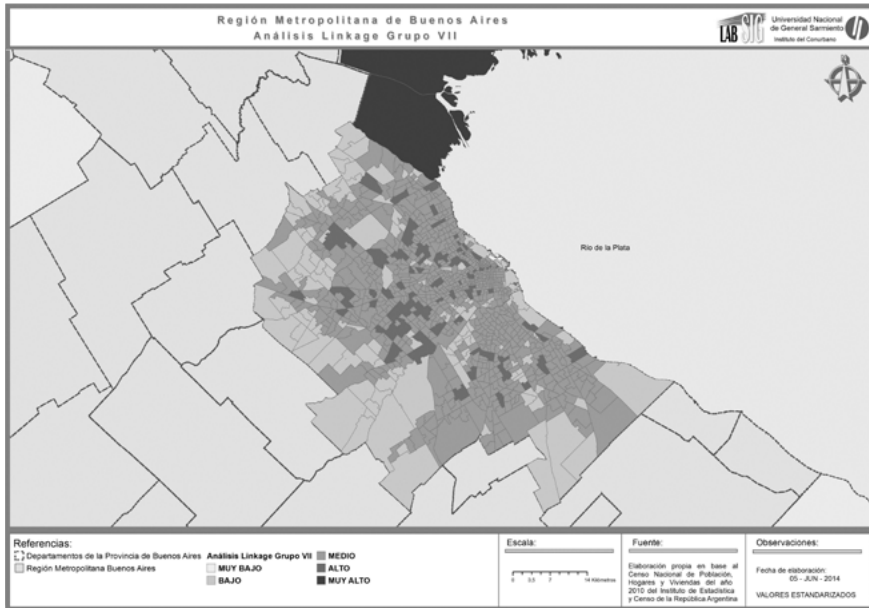 Región Metropolitana de Buenos Aires
Análisis Linkage Grupo VII
LAB SIG
Universidad Nacional
de General Sarmiento
Instituto del Conurbano
Río de la Plata
Referencias:
Departamentos de la Provincia de Buenos Aires
Región Metropolitana Buenos Aires
Análisis Linkage Grupo VII
MUY BAJO
BAJO
MEDIO
ALTO
MUY ALTO
Escala:
0 3,5 7 14 Kilómetros
Fuente:
Elaboración propia en base al
Censo Nacional de Población,
Hogares y Viviendas del año
2010 del Instituto de Estadística
y Censo de la República Argentina
Observaciones:
Fecha de elaboración:
05 - JUN - 2014
VALORES ESTANDARIZADOS